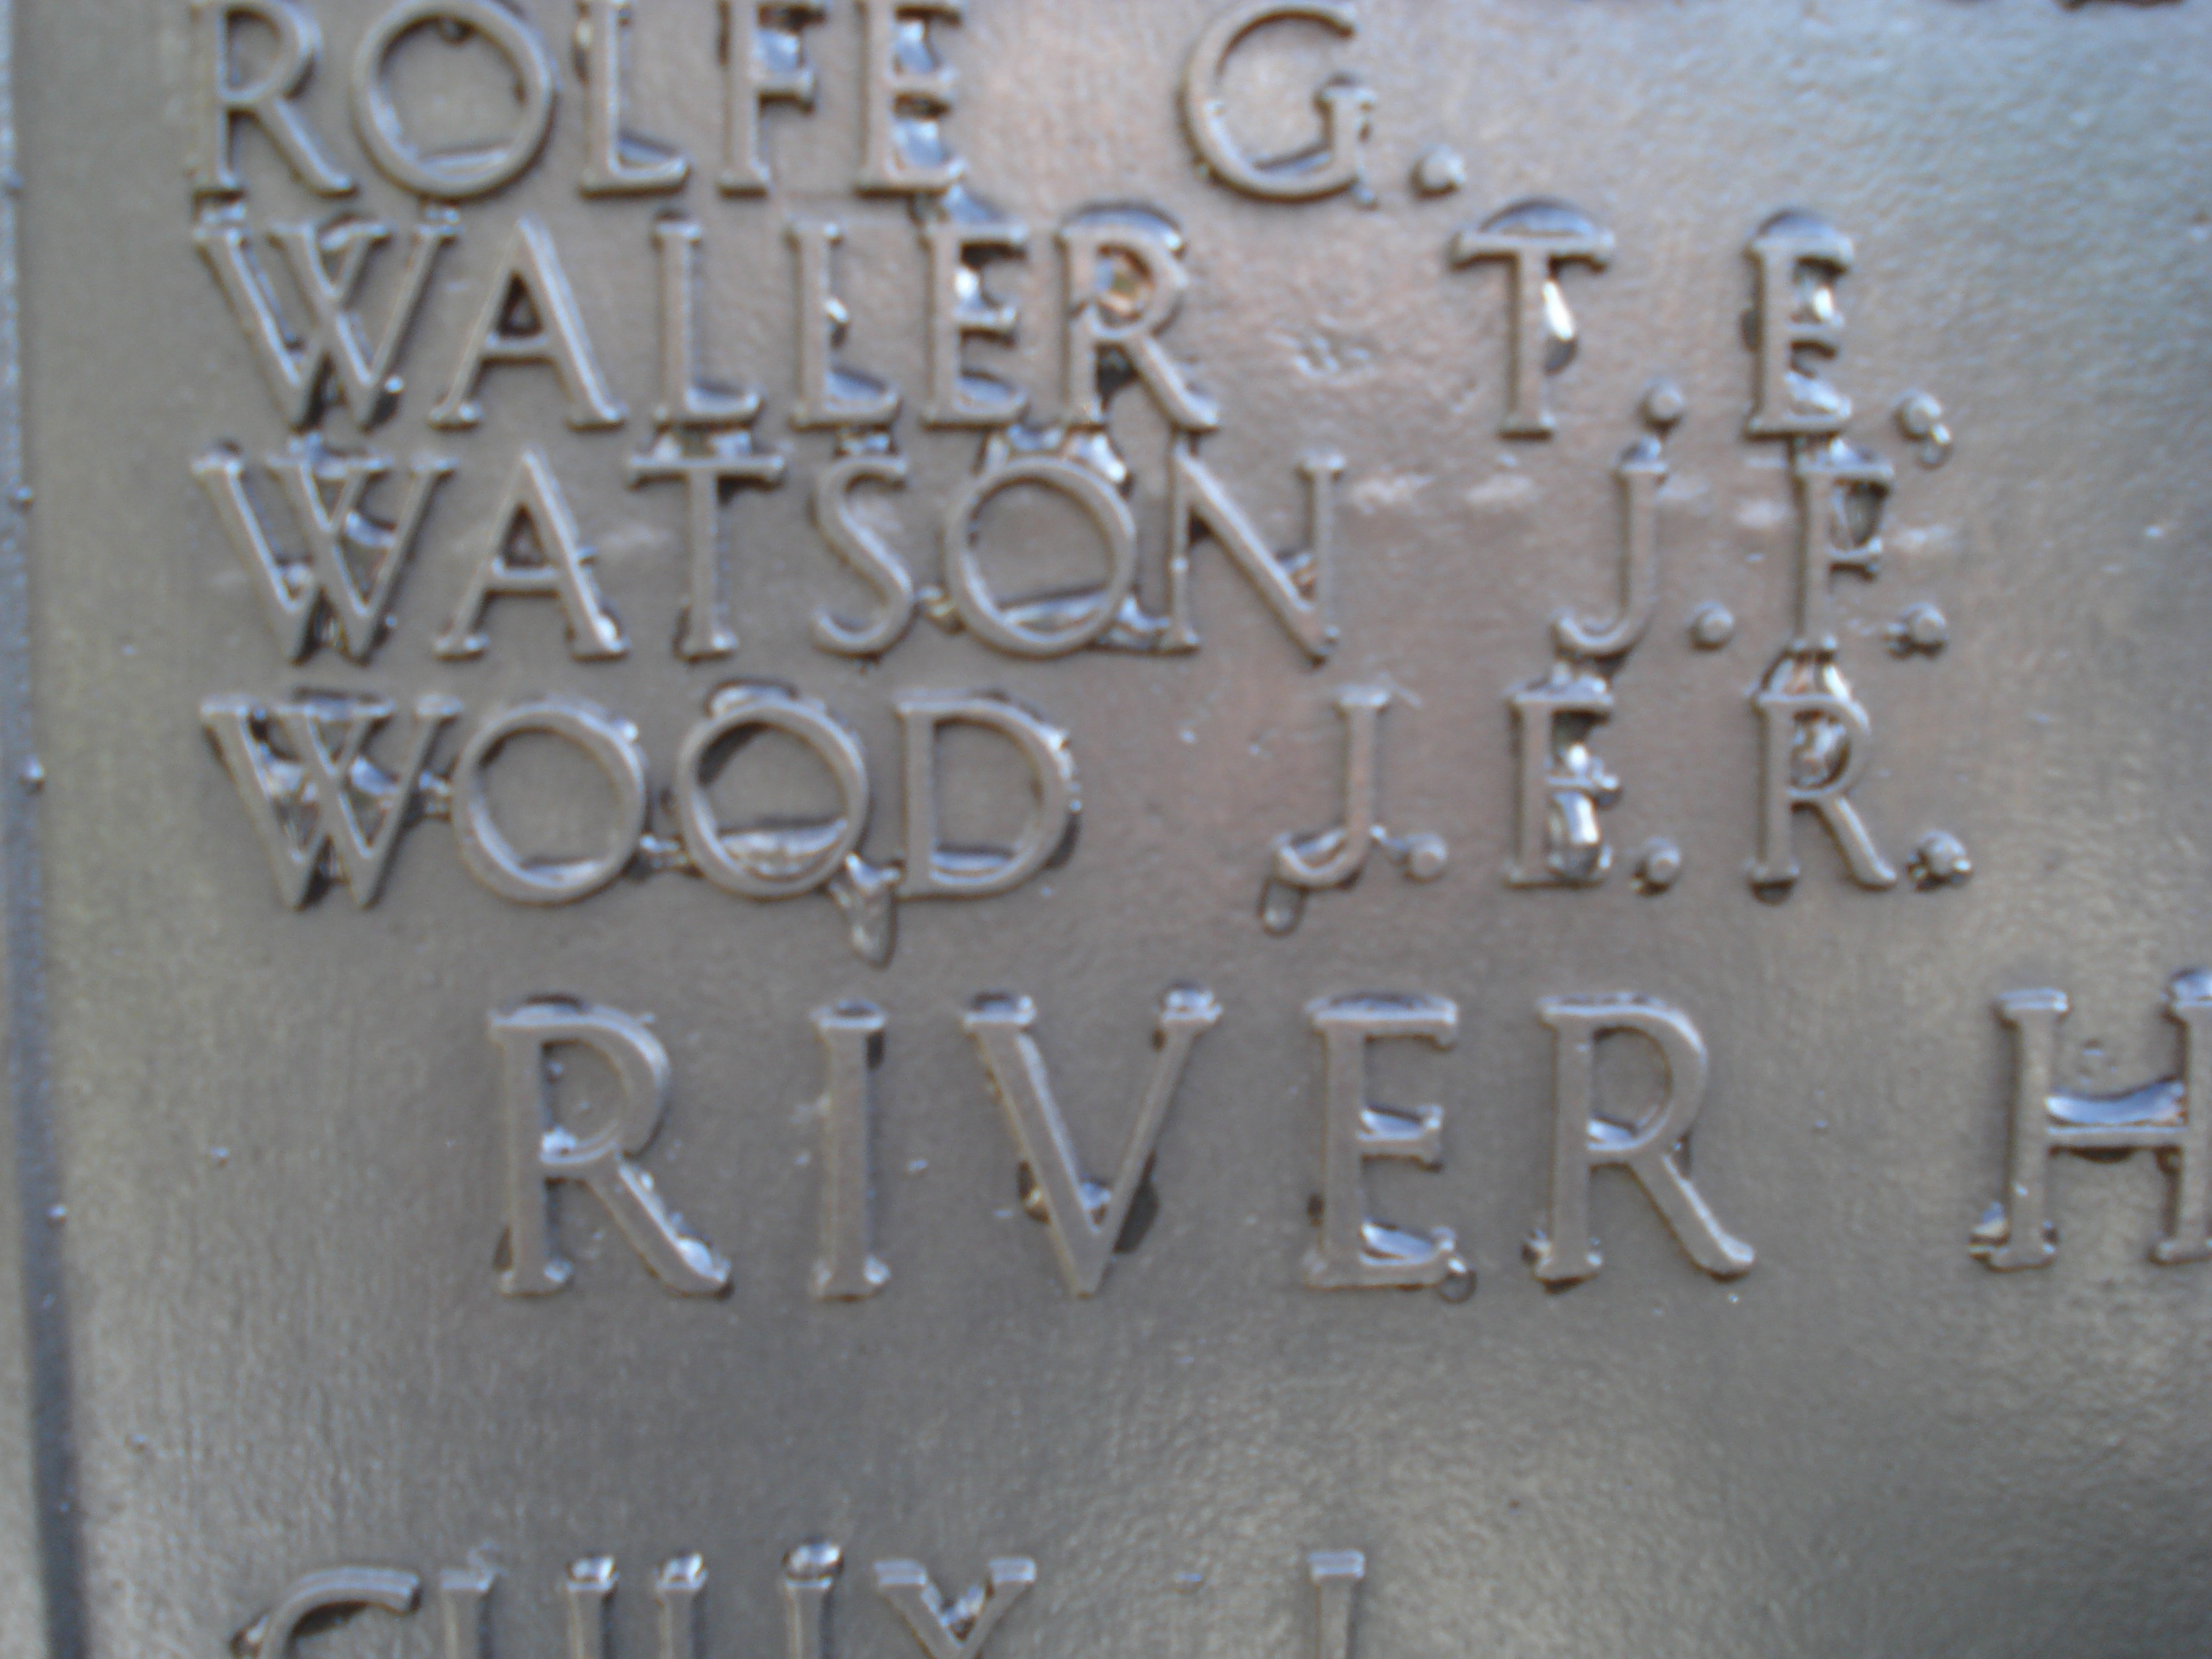 ROLFE G.
WALLER T.E.
WATSON J.F.
WOOD J.E.R.
RIVER H